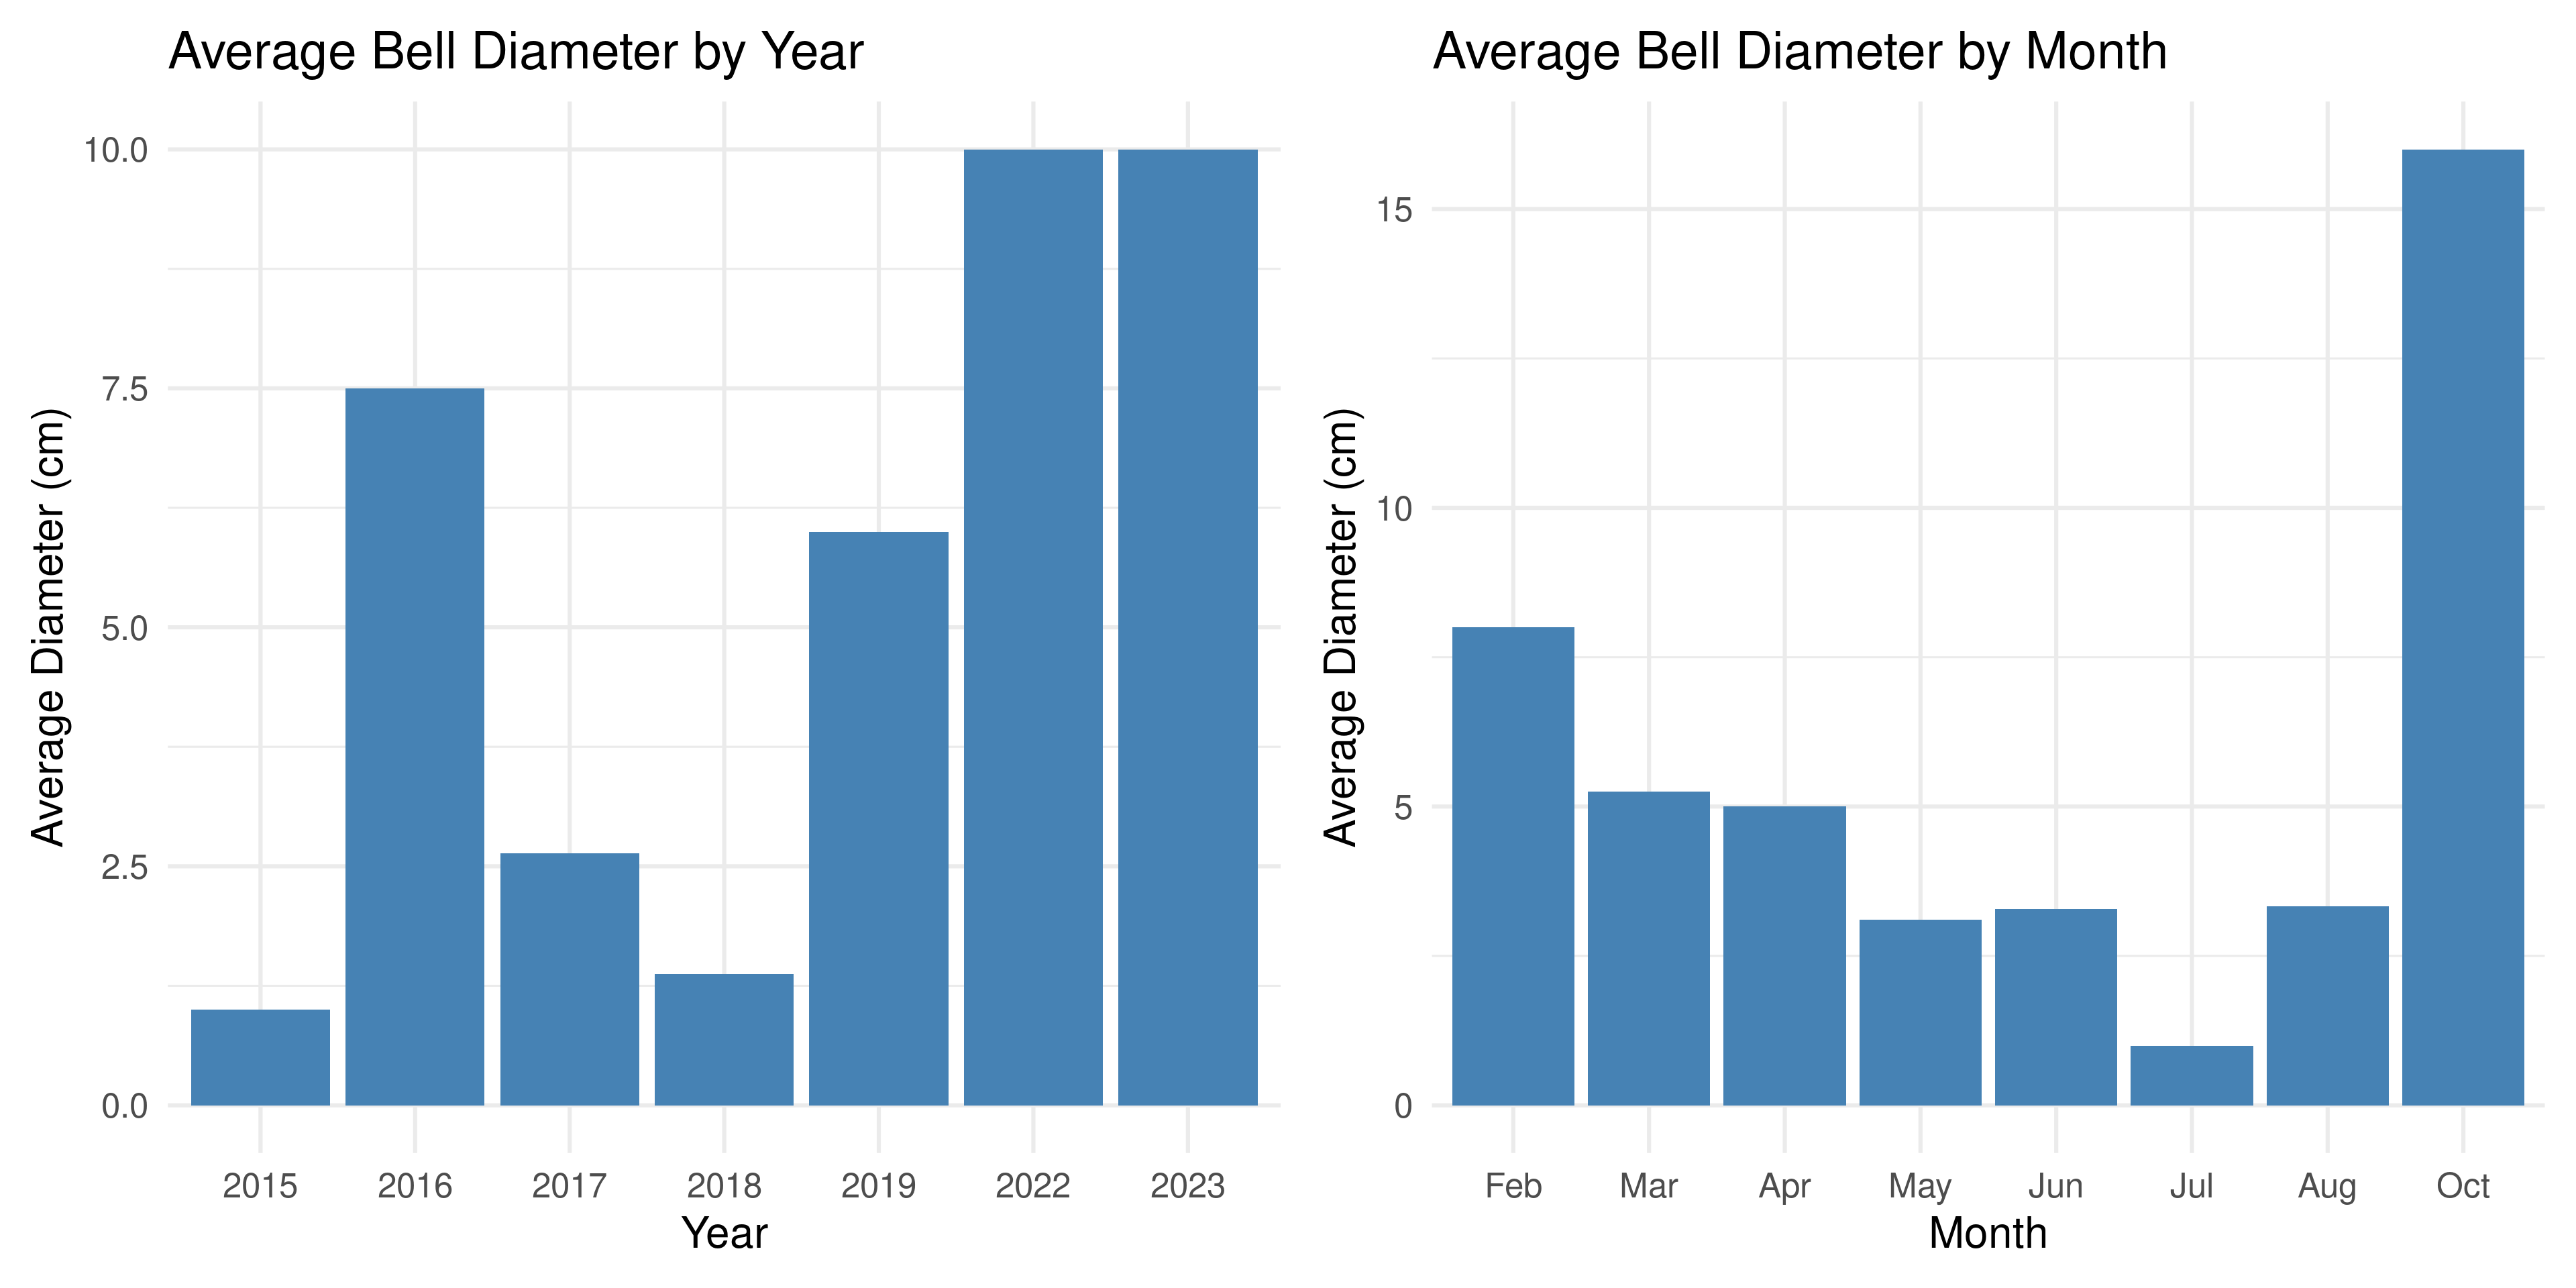 Average Bell Diameter by Year
Average Diameter (cm)
10.0
7.5
5.0
2.5
0.0
2015 2016 2017 2018 2019 2022 2023
Year
Average Bell Diameter by Month
Average Diameter (cm)
15
10
5
0
Feb Mar Apr May Jun Jul Aug Oct
Month